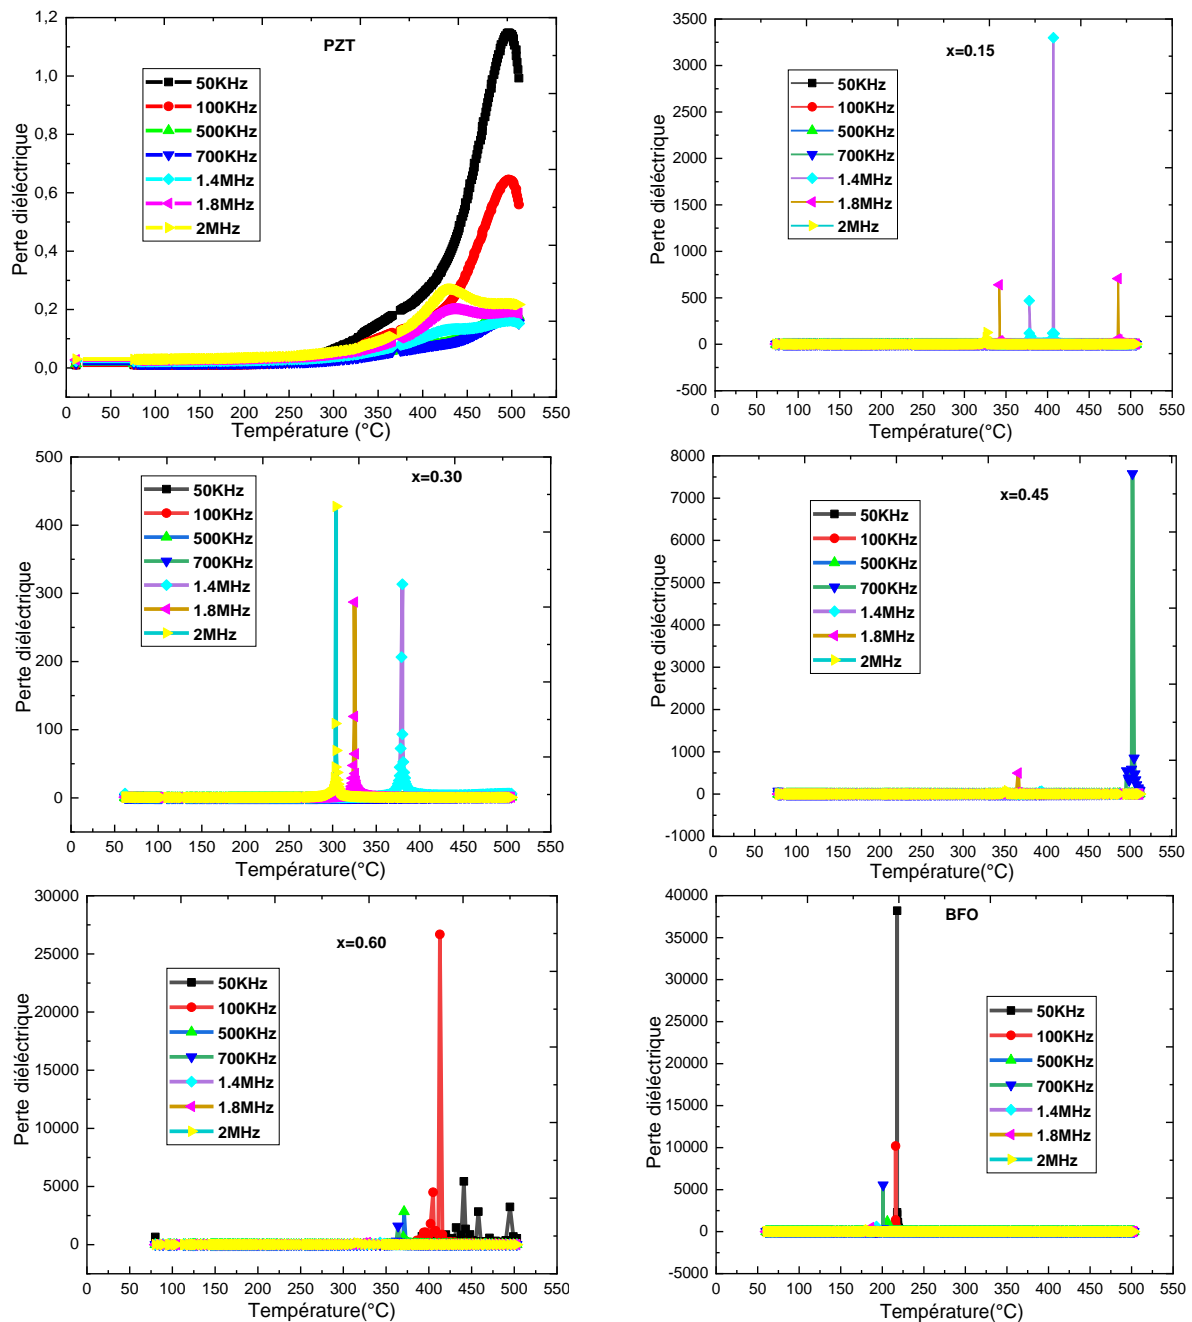 PZT
50KHz
100KHz
500KHz
700KHz
1.4MHz
1.8MHz
2MHz
1,2
1,0
0,8
0,6
0,4
0,2
0,0
Perte diéléctrique
0 50 100 150 200 250 300 350 400 450 500 550
Température (°C)
x=0.15
50KHz
100KHz
500KHz
700KHz
1.4MHz
1.8MHz
2MHz
3500
3000
2500
2000
1500
1000
500
0
-500
Perte diéléctrique
0 50 100 150 200 250 300 350 400 450 500 550
Température(°C)
x=0.30
50KHz
100KHz
500KHz
700KHz
1.4MHz
1.8MHz
2MHz
500
400
300
200
100
0
Perte diéléctrique
0 50 100 150 200 250 300 350 400 450 500 550
Température(°C)
x=0.45
50KHz
100KHz
500KHz
700KHz
1.4MHz
1.8MHz
2MHz
8000
7000
6000
5000
4000
3000
2000
1000
0
-1000
Perte diéléctrique
0 50 100 150 200 250 300 350 400 450 500 550
Température(°C)
x=0.60
50KHz
100KHz
500KHz
700KHz
1.4MHz
1.8MHz
2MHz
30000
25000
20000
15000
10000
5000
0
Perte diéléctrique
0 50 100 150 200 250 300 350 400 450 500 550
Température(°C)
BFO
50KHz
100KHz
500KHz
700KHz
1.4MHz
1.8MHz
2MHz
40000
35000
30000
25000
20000
15000
10000
5000
0
-5000
Perte diéléctrique
0 50 100 150 200 250 300 350 400 450 500 550
Température(°C)